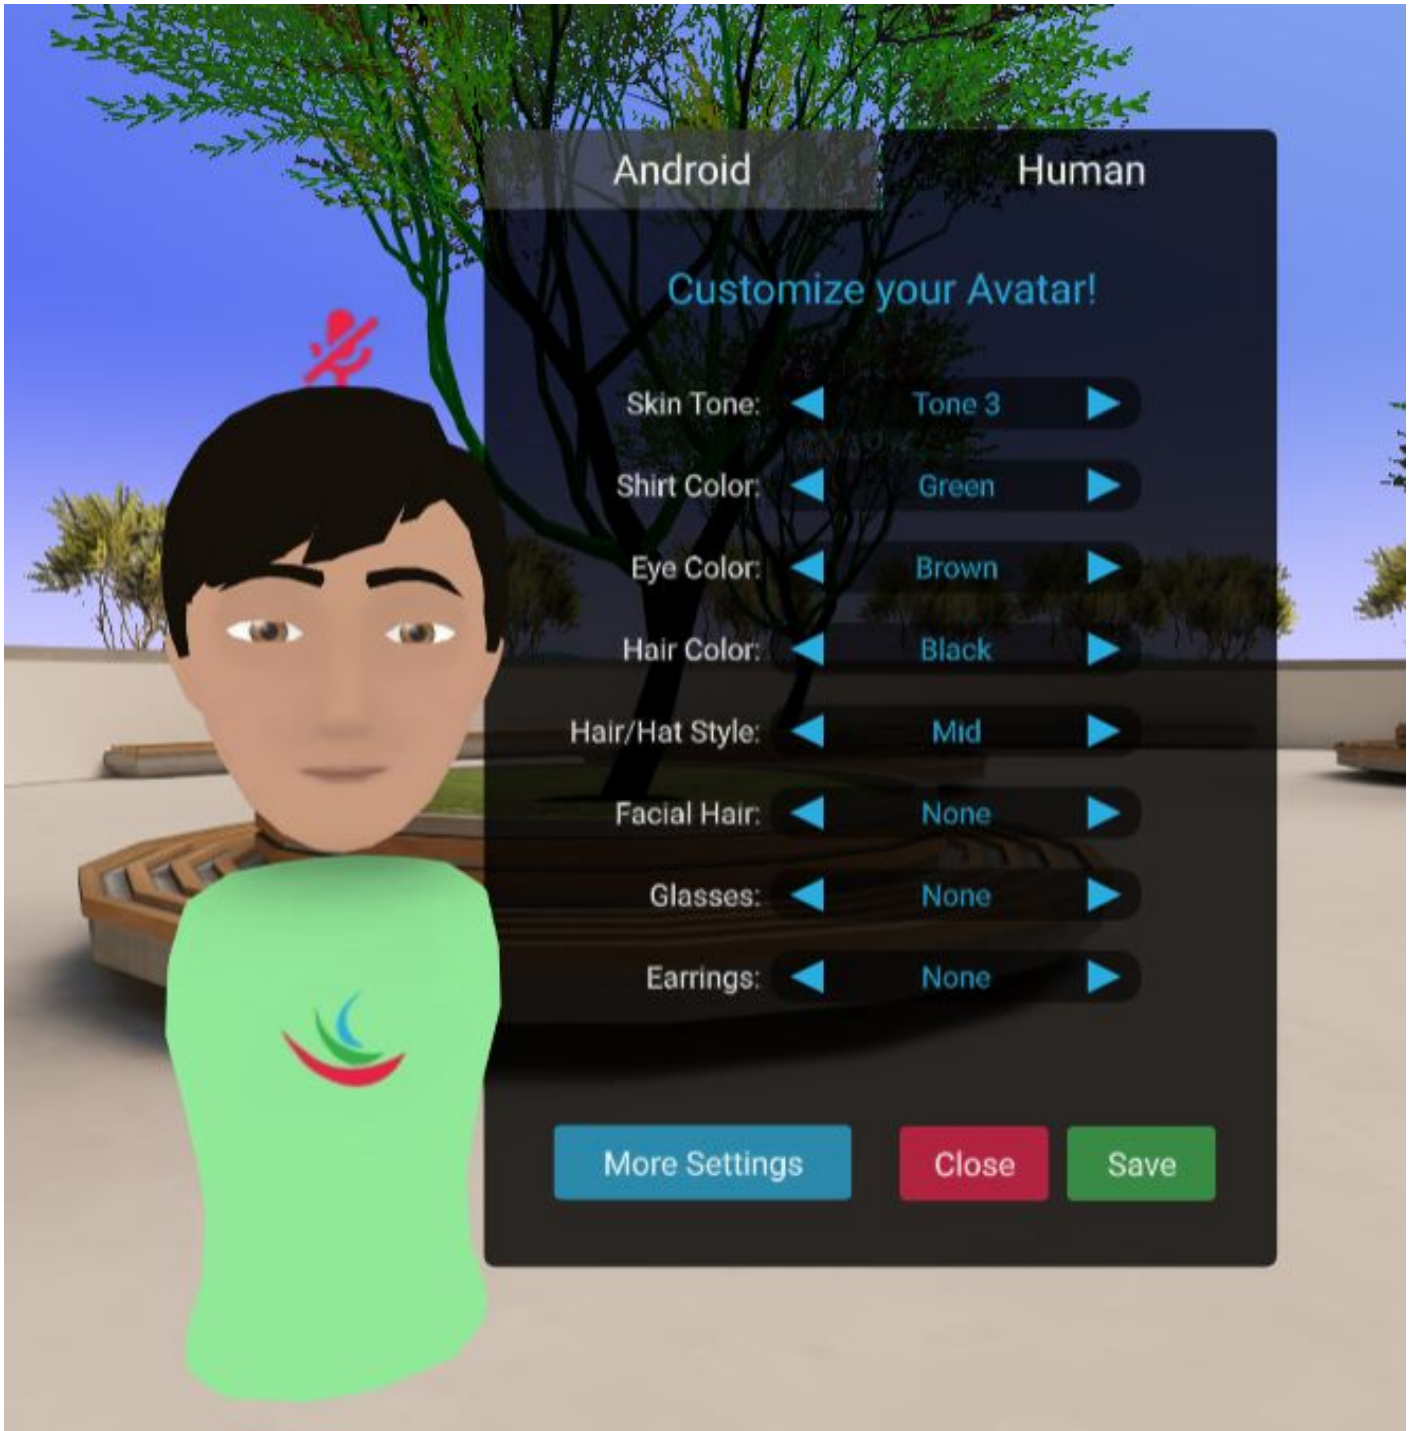 Android Human
Customize your Avatar!
Skin Tone: Tone 3
Shirt Color: Green
Eye Color: Brown
Hair Color: Black
Hair/Hat Style: Mid
Facial Hair: None
Glasses: None
Earrings: None
More Settings Close Save